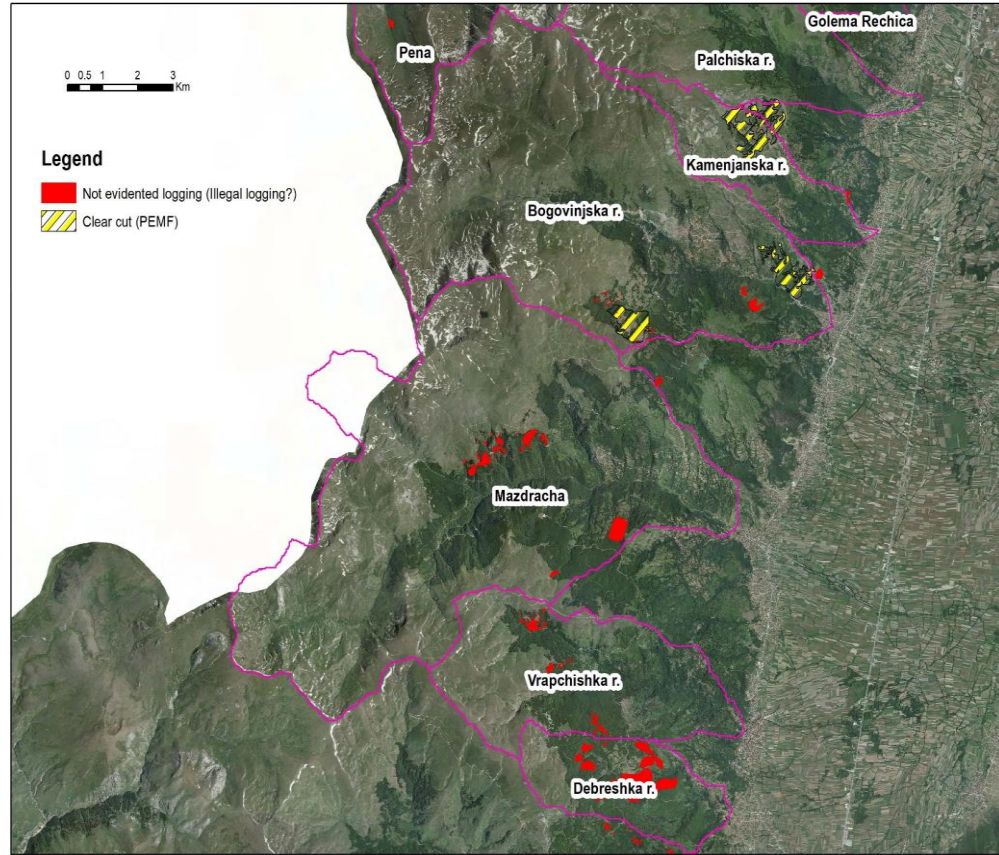 Golema Rechica
Pena
Palchiska r.
0 0.5 1 2 3
Km
Kamenjanska r.
Legend
Not evidented logging (Illegal logging?)
Clear cut (PEMF)
Bogovinjska r.
Mazdracha
Vrapchishka r.
Debreshka r.